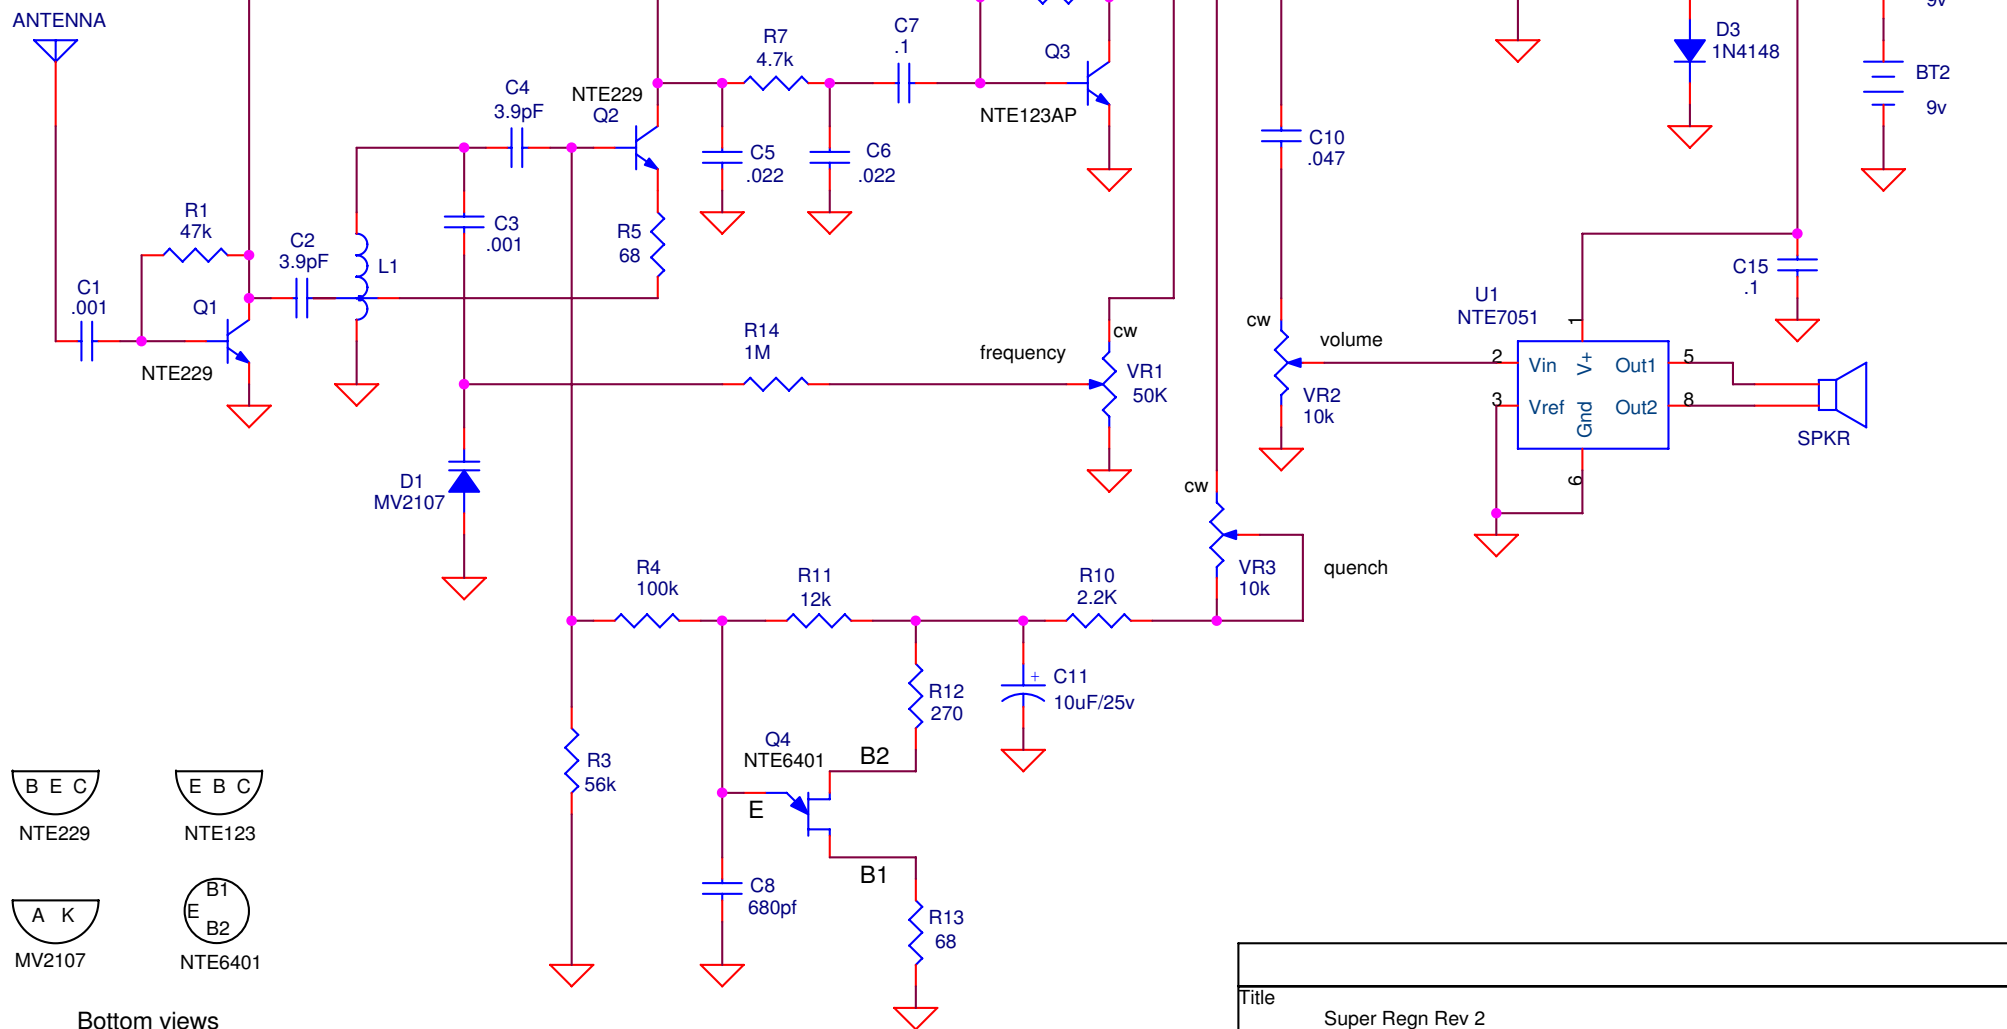 ANTENNA
9v
D3
1N4148
BT2
9v
C7
.1
R7
4.7k
Q3
NTE123AP
C4
3.9pF
NTE229
Q2
C5
.022
C6
.022
C10
.047
R1
47k
C2
3.9pF
L1
C3
.001
R5
68
C1
.001
Q1
NTE229
R14
1M
frequency
cw
VR1
50K
cw
volume
VR2
10k
C15
.1
U1
NTE7051
1
2
Vin
V+
Out1
5
3
Vref
Gnd
Out2
8
6
SPKR
D1
MV2107
cw
VR3
10k
quench
R4
100k
R11
12k
R10
2.2K
R12
270
+
C11
10uF/25v
R3
56k
Q4
NTE6401
B2
E
B1
C8
680pf
R13
68
B E C
NTE229
E B C
NTE123
A K
MV2107
B1
E
B2
NTE6401
Bottom views
Title
Super Regn Rev 2